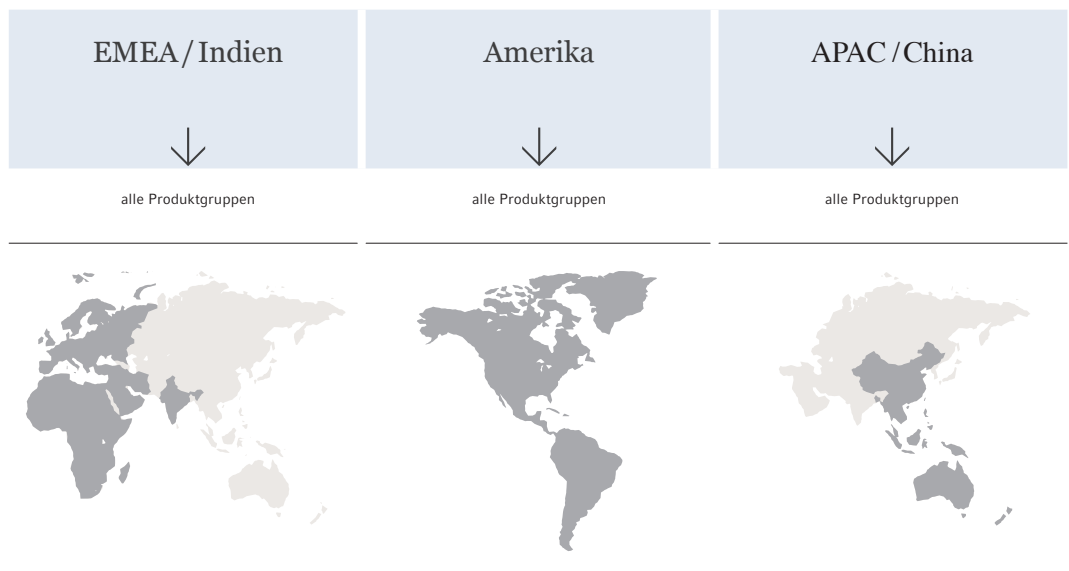 EMEA / Indien
Amerika
APAC / China
alle Produktgruppen
alle Produktgruppen
alle Produktgruppen